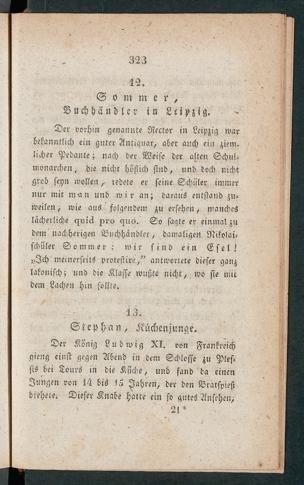 323
12.
Sommer,
Buchhändler in Leipzig.
Der vorhin genannte Rector in Leipzig war
bekanntlich ein guter Antiquar, aber auch ein ziem-
licher Pedante; nach der Weise der alten Schul-
monarchen, die nicht höflich sind, und doch nicht
grob seyn wollen, redete er seine Schüler immer
nur mit man und wir an; daraus entstand zu-
weilen, wie aus folgendem zu ersehen, manches
lächerliche quid pro quo. So sagte er einmal zu
dem nachherigen Buchhändler, damaligen Nikolai-
schüler Sommer: wir sind ein Esel!
„Ich meinerseits protestire,“ antwortete dieser ganz
lakonisch; und die Klasse wußte nicht, wo sie mit
dem Lachen hin sollte.
13.
Stephan, Küchenjunge.
Der König Ludwig XI. von Frankreich
gieng einst gegen Abend in dem Schlosse zu Ples-
sis bei Tours in die Küche, und fand da einen
Jungen von 14 bis 15 Jahren, der den Bratspieß
drehete. Dieser Knabe hatte ein so gutes Ansehen,
21*